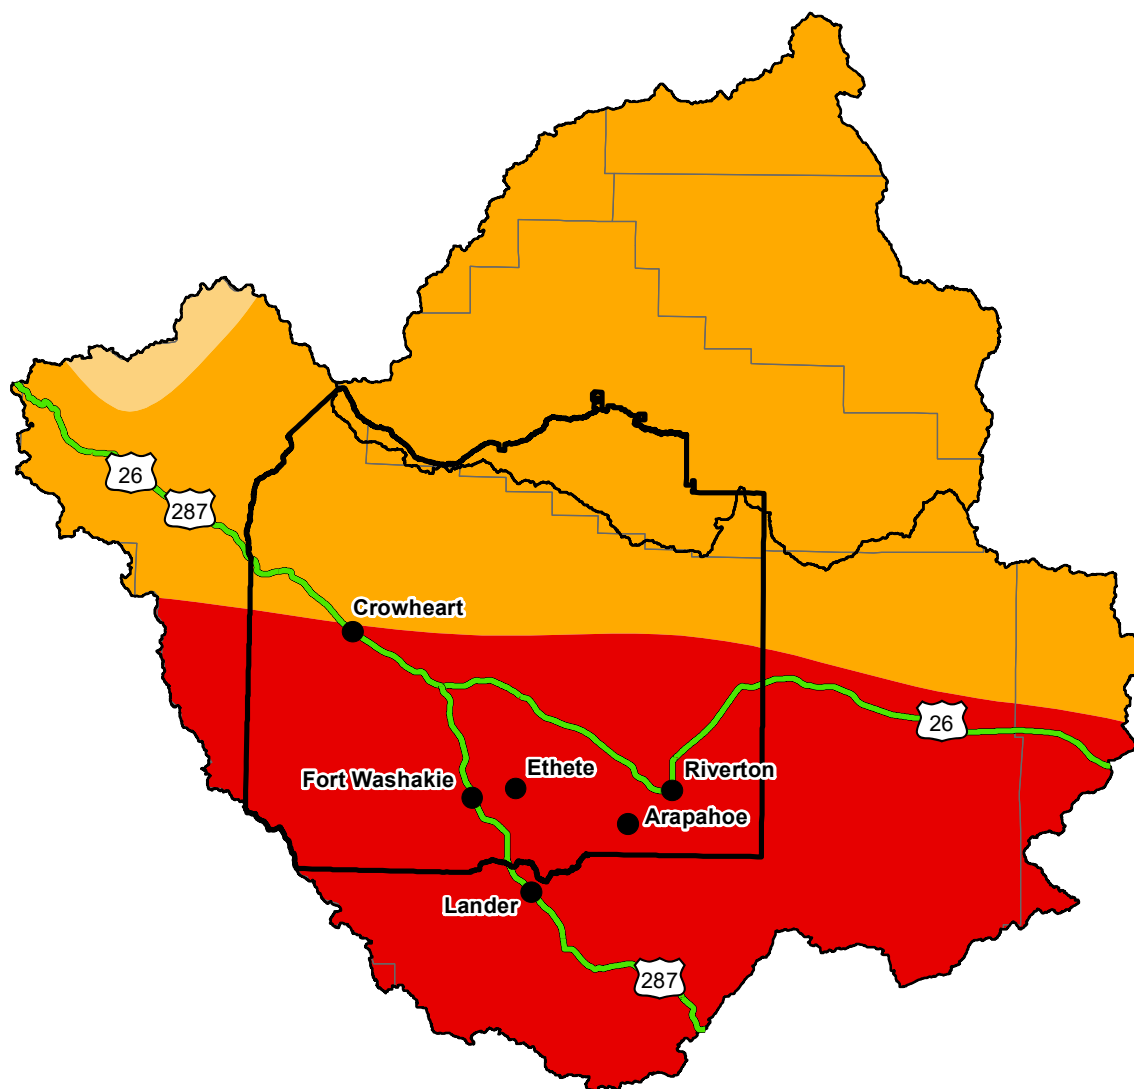 26
287
Crowheart
26
Ethete
Riverton
Fort Washakie
Arapahoe
Lander
287